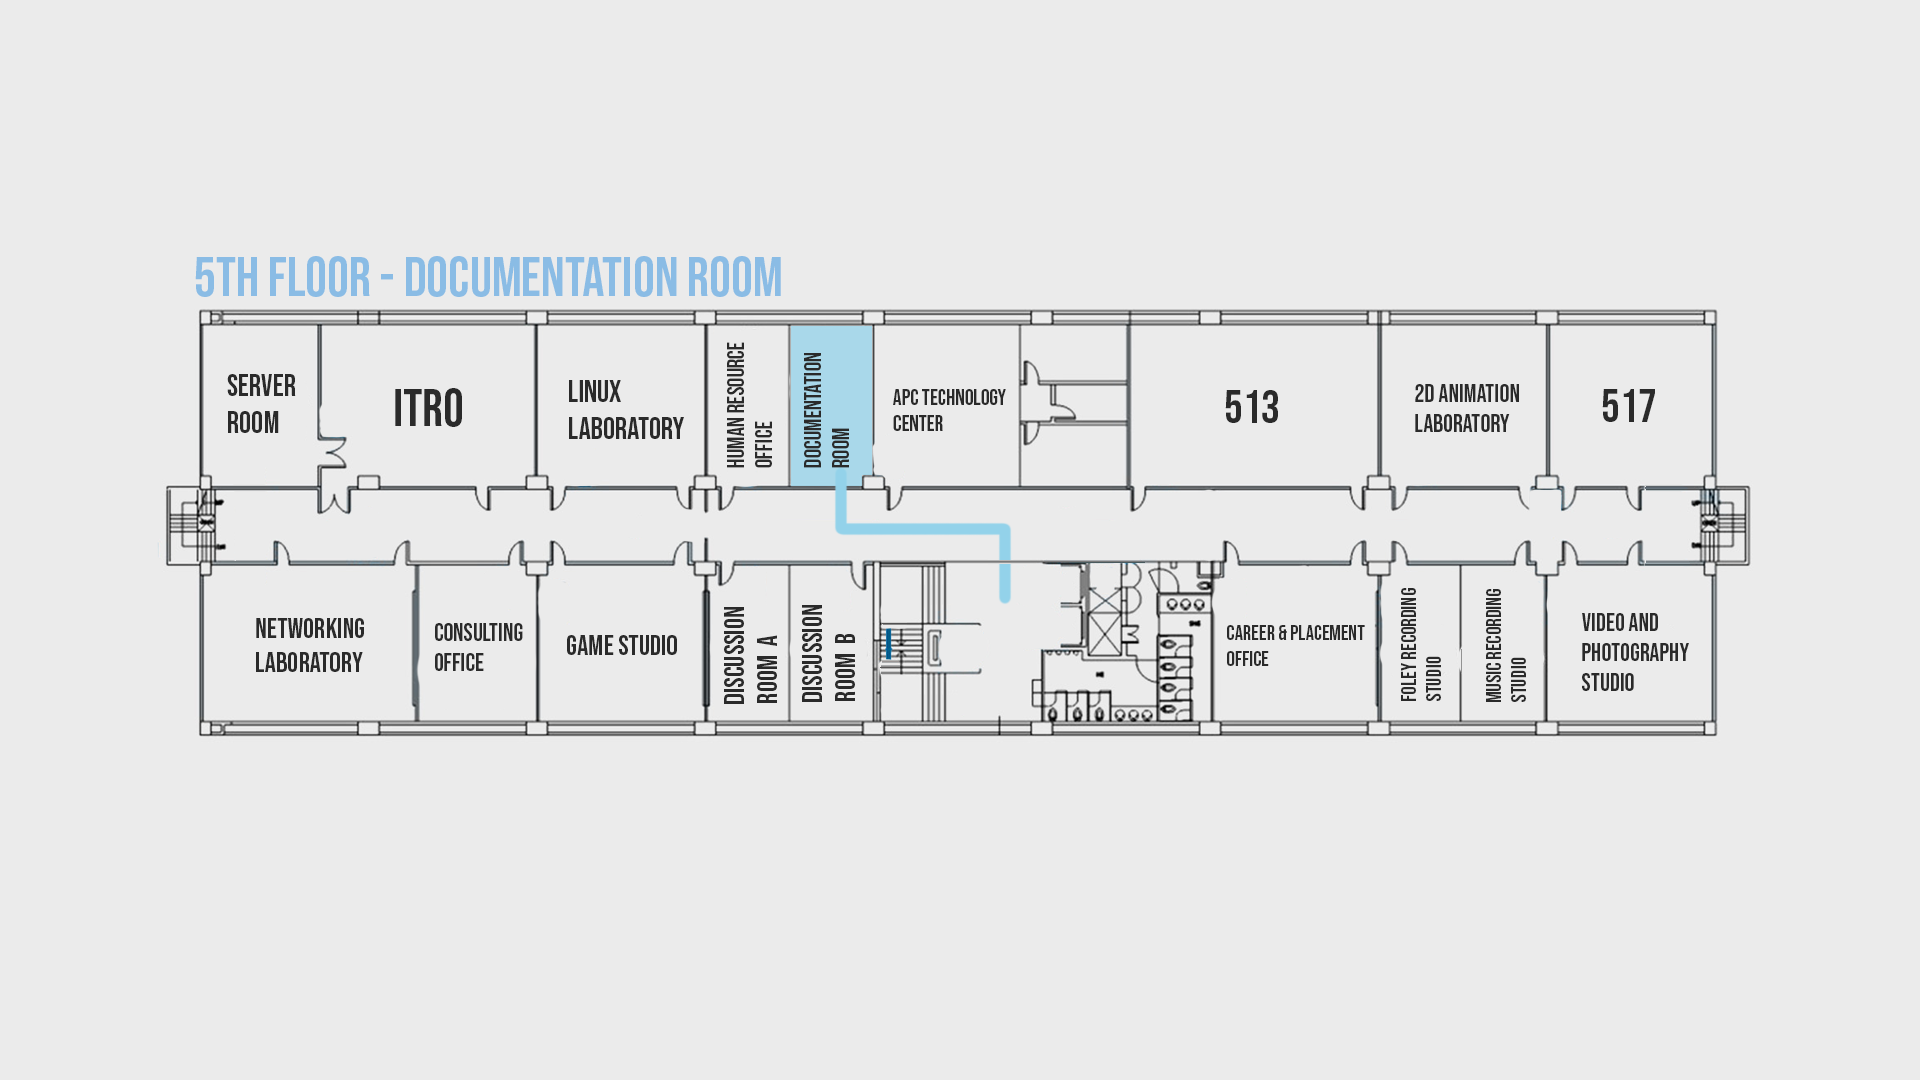 5TH FLOOR - DOCUMENTATION ROOM
SERVER
ROOM
ITRO
LINUX
LABORATORY
HUMAN RESOURCE
OFFICE
DOCUMENTATION
ROOM
APC TECHNOLOGY
CENTER
513
2D ANIMATION
LABORATORY
517
NETWORKING
LABORATORY
CONSULTING
OFFICE
GAME STUDIO
DISCUSSION
ROOM A
DISCUSSION
ROOM B
CAREER & PLACEMENT
OFFICE
FOLEY RECORDING
STUDIO
MUSIC RECORDING
STUDIO
VIDEO AND
PHOTOGRAPHY
STUDIO